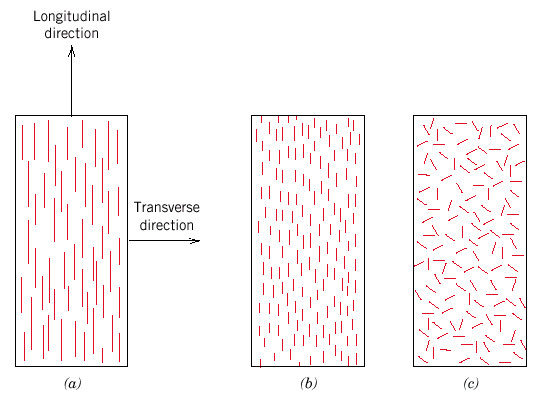 Longitudinal
direction
Transverse
direction
(a)
(b)
(c)